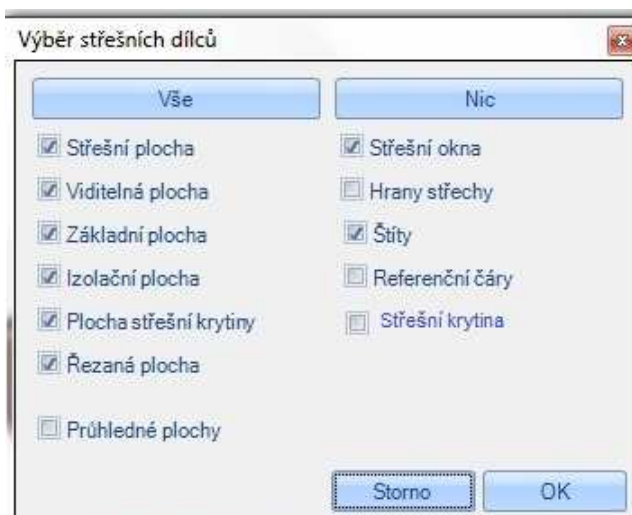 Výběr střešních dílců
Vše
Nic
Střešní plocha
Střešní okna
Viditelná plocha
Hrany střechy
Základní plocha
Štíty
Izolační plocha
Referenční čáry
Plocha střešní krytiny
Střešní krytina
Řezaná plocha
Průhledné plochy
Storno
OK